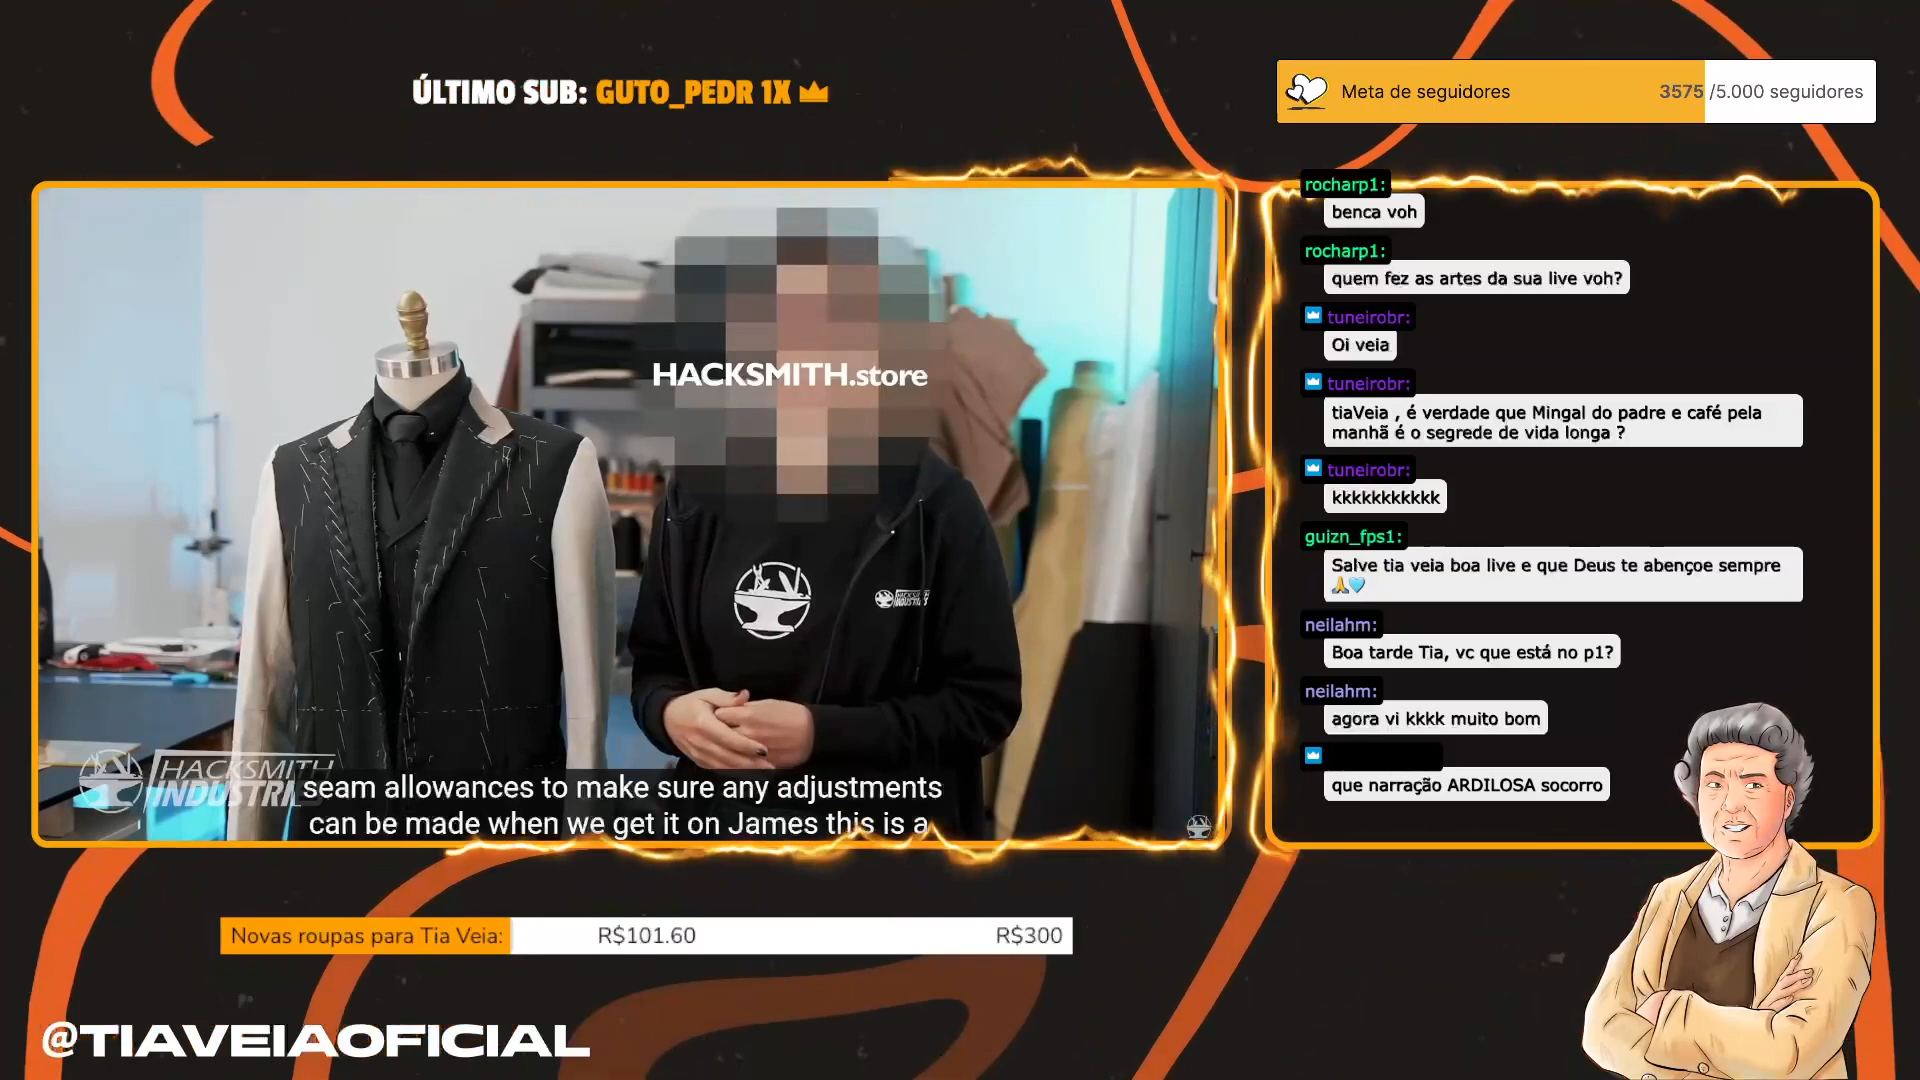 ÚLTIMO SUB: GUTO_PEDR 1X
Meta de seguidores 3575 /5.000 seguidores
HACKSMITH.store
HACKSMITH
INDUSTRIES
HACKSMITH
INDUSTRI
seam allowances to make sure any adjustments
can be made when we get it on James this is a
rocharp1:
benca voh
rocharp1:
quem fez as artes da sua live voh?
tuneirobr:
Oi veia
tuneirobr:
tiaVeia , é verdade que Mingal do padre e café pela
manhã é o segrede de vida longa ?
tuneirobr:
kkkkkkkkkkk
guizn_fps1:
Salve tia veia boa live e que Deus te abençoe sempre
🙏🩵
neilahm:
Boa tarde Tia, vc que está no p1?
neilahm:
agora vi kkkk muito bom
que narração ARDILOSA socorro
Novas roupas para Tia Veia: R$101.60 R$300
@TIAVEIAOFICIAL